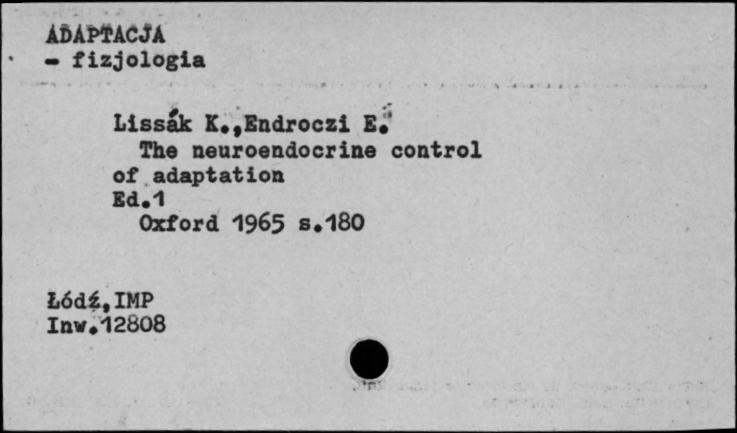 ADAPTACJA
- fizjologia
Lissák K.,Endroczi E.
The neuroendocrine control
of adaptation
Ed.1
Oxford 1965 s.180
Łódź,IMP
Inw.12808